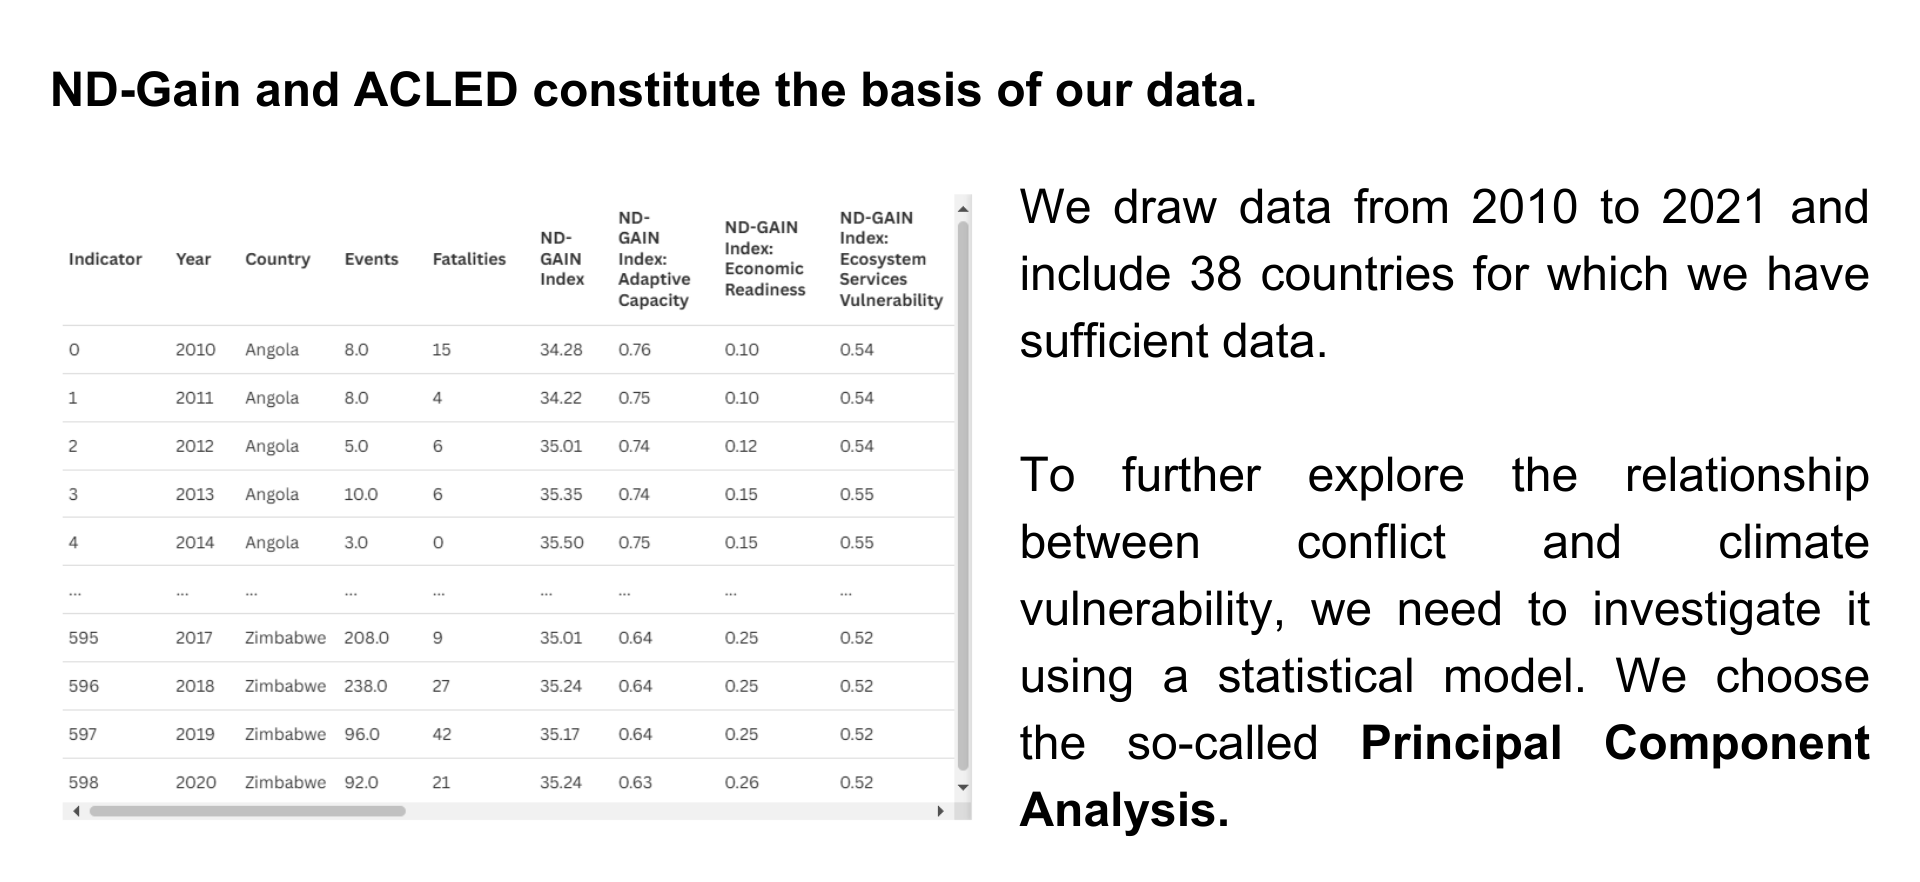 ND-Gain and ACLED constitute the basis of our data.
Indicator Year Country Events Fatalities ND-GAIN Index ND-GAIN Index: Adaptive Capacity ND-GAIN Index: Economic Readiness ND-GAIN Index: Ecosystem Services Vulnerability
0 2010 Angola 8.0 15 34.28 0.76 0.10 0.54
1 2011 Angola 8.0 4 34.22 0.75 0.10 0.54
2 2012 Angola 5.0 6 35.01 0.74 0.12 0.54
3 2013 Angola 10.0 6 35.35 0.74 0.15 0.55
4 2014 Angola 3.0 0 35.50 0.75 0.15 0.55
... ... ... ... ... ... ... ... ...
595 2017 Zimbabwe 208.0 9 35.01 0.64 0.25 0.52
596 2018 Zimbabwe 238.0 27 35.24 0.64 0.25 0.52
597 2019 Zimbabwe 96.0 42 35.17 0.64 0.25 0.52
598 2020 Zimbabwe 92.0 21 35.24 0.63 0.26 0.52
We draw data from 2010 to 2021 and
include 38 countries for which we have
sufficient data.
To further explore the relationship
between conflict and climate
vulnerability, we need to investigate it
using a statistical model. We choose
the so-called Principal Component
Analysis.